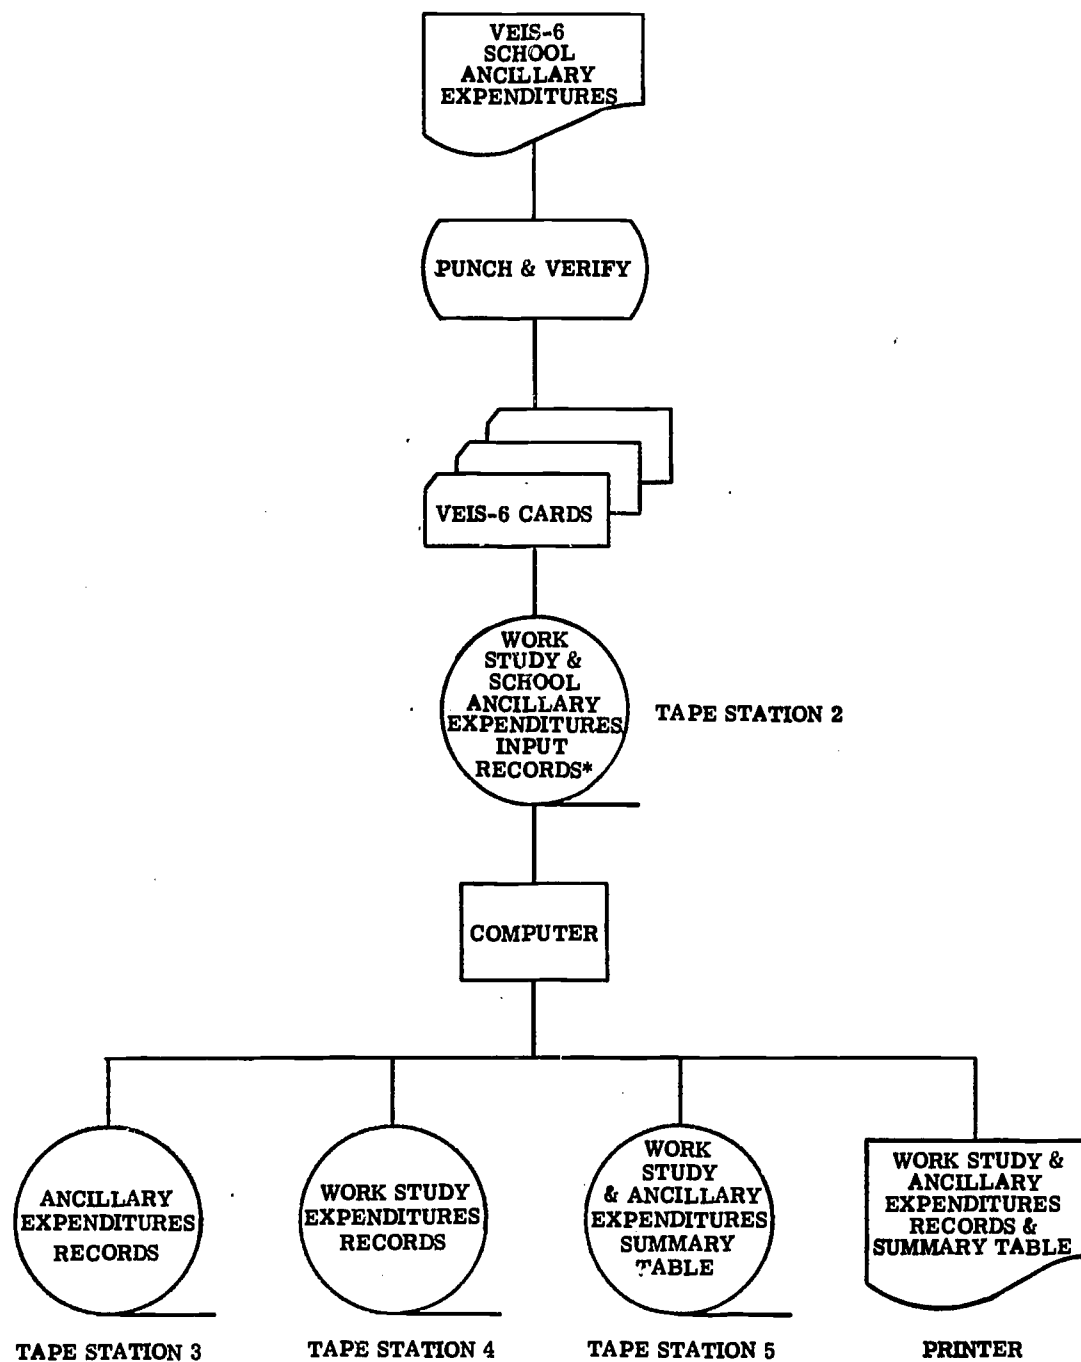 VEIS-6
SCHOOL
ANCILLARY
EXPENDITURES
PUNCH & VERIFY
VEIS-6 CARDS
WORK
STUDY &
SCHOOL
ANCILLARY
EXPENDITURES
INPUT
RECORDS*
TAPE STATION 2
COMPUTER
ANCILLARY
EXPENDITURES
RECORDS
TAPE STATION 3
WORK STUDY
EXPENDITURES
RECORDS
TAPE STATION 4
WORK
STUDY
& ANCILLARY
EXPENDITURES
SUMMARY
TABLE
TAPE STATION 5
WORK STUDY &
ANCILLARY
EXPENDITURES
RECORDS &
SUMMARY TABLE
PRINTER